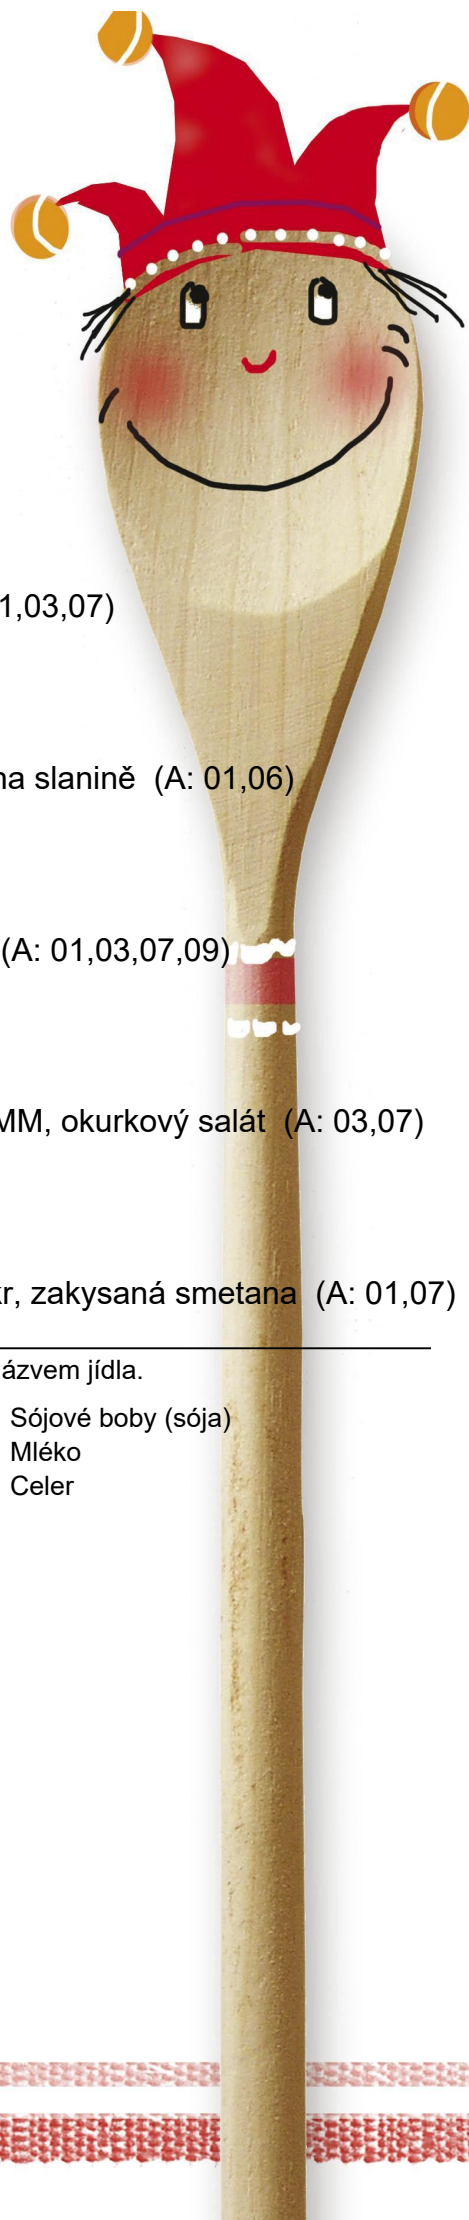 1,03,07)
na slanině (A: 01,06)
(A: 01,03,07,09)
MM, okurkový salát (A: 03,07)
kr, zakysaná smetana (A: 01,07)
ázvem jídla.
Sójové boby (sója)
Mléko
Celer